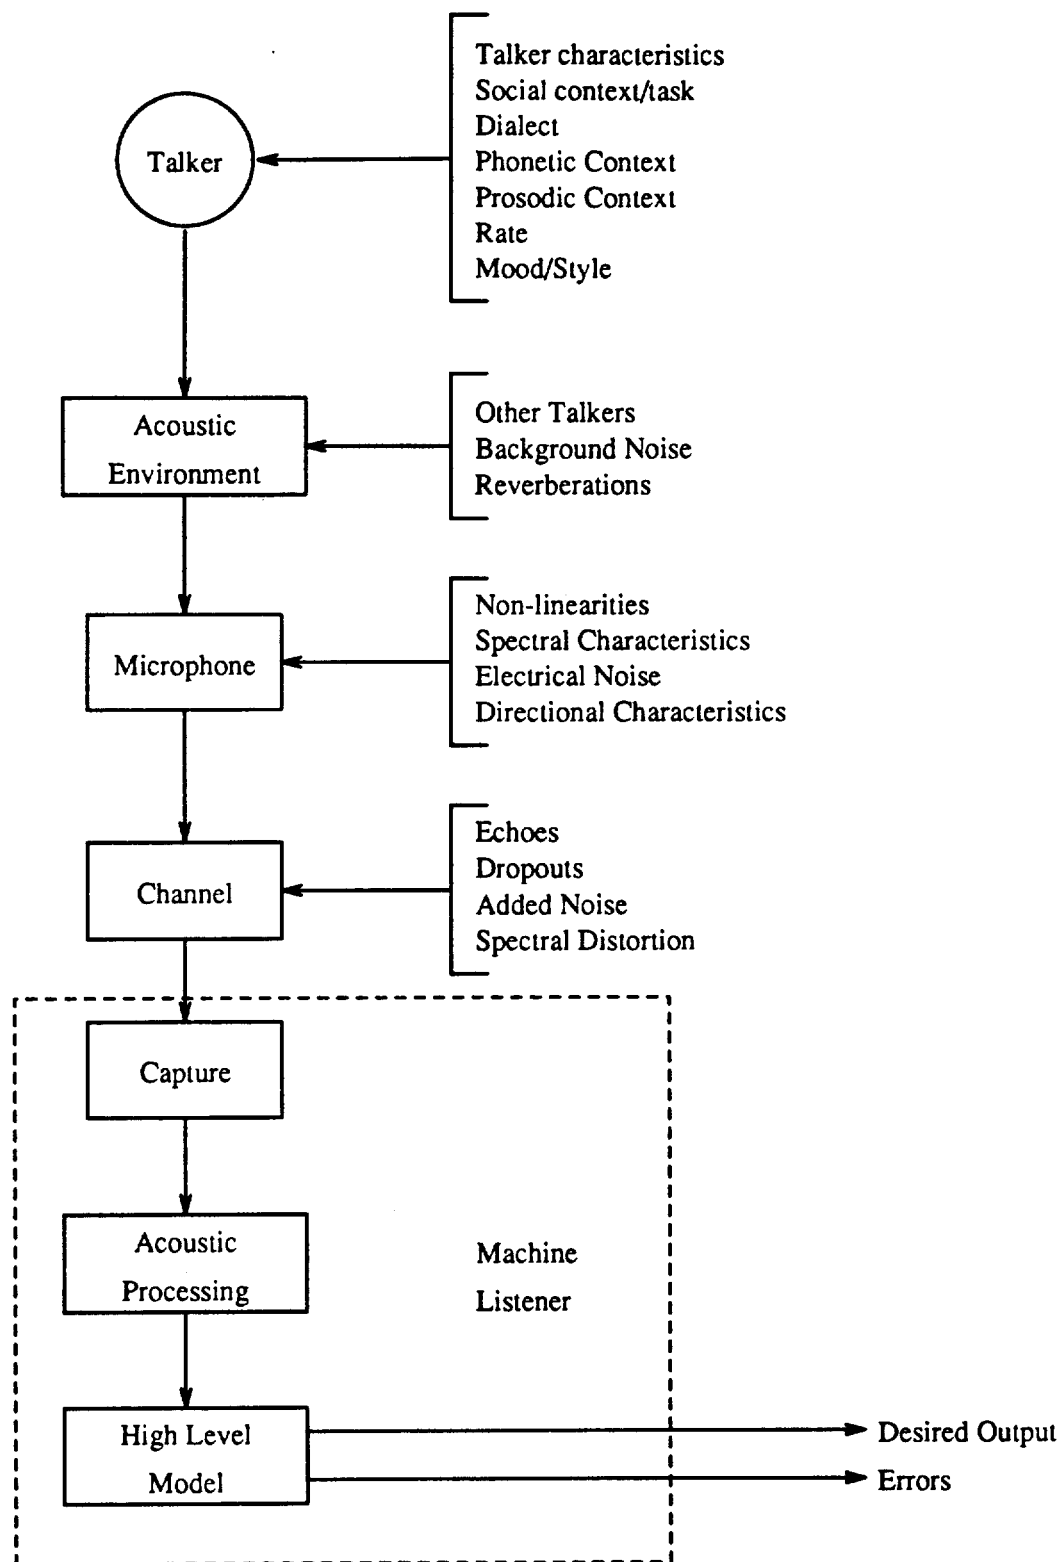 Talker characteristics
Social context/task
Dialect
Phonetic Context
Prosodic Context
Rate
Mood/Style
Talker
Other Talkers
Background Noise
Reverberations
Acoustic
Environment
Non-linearities
Spectral Characteristics
Electrical Noise
Directional Characteristics
Microphone
Echoes
Dropouts
Added Noise
Spectral Distortion
Channel
Capture
Acoustic
Processing
Machine
Listener
High Level
Model
Desired Output
Errors